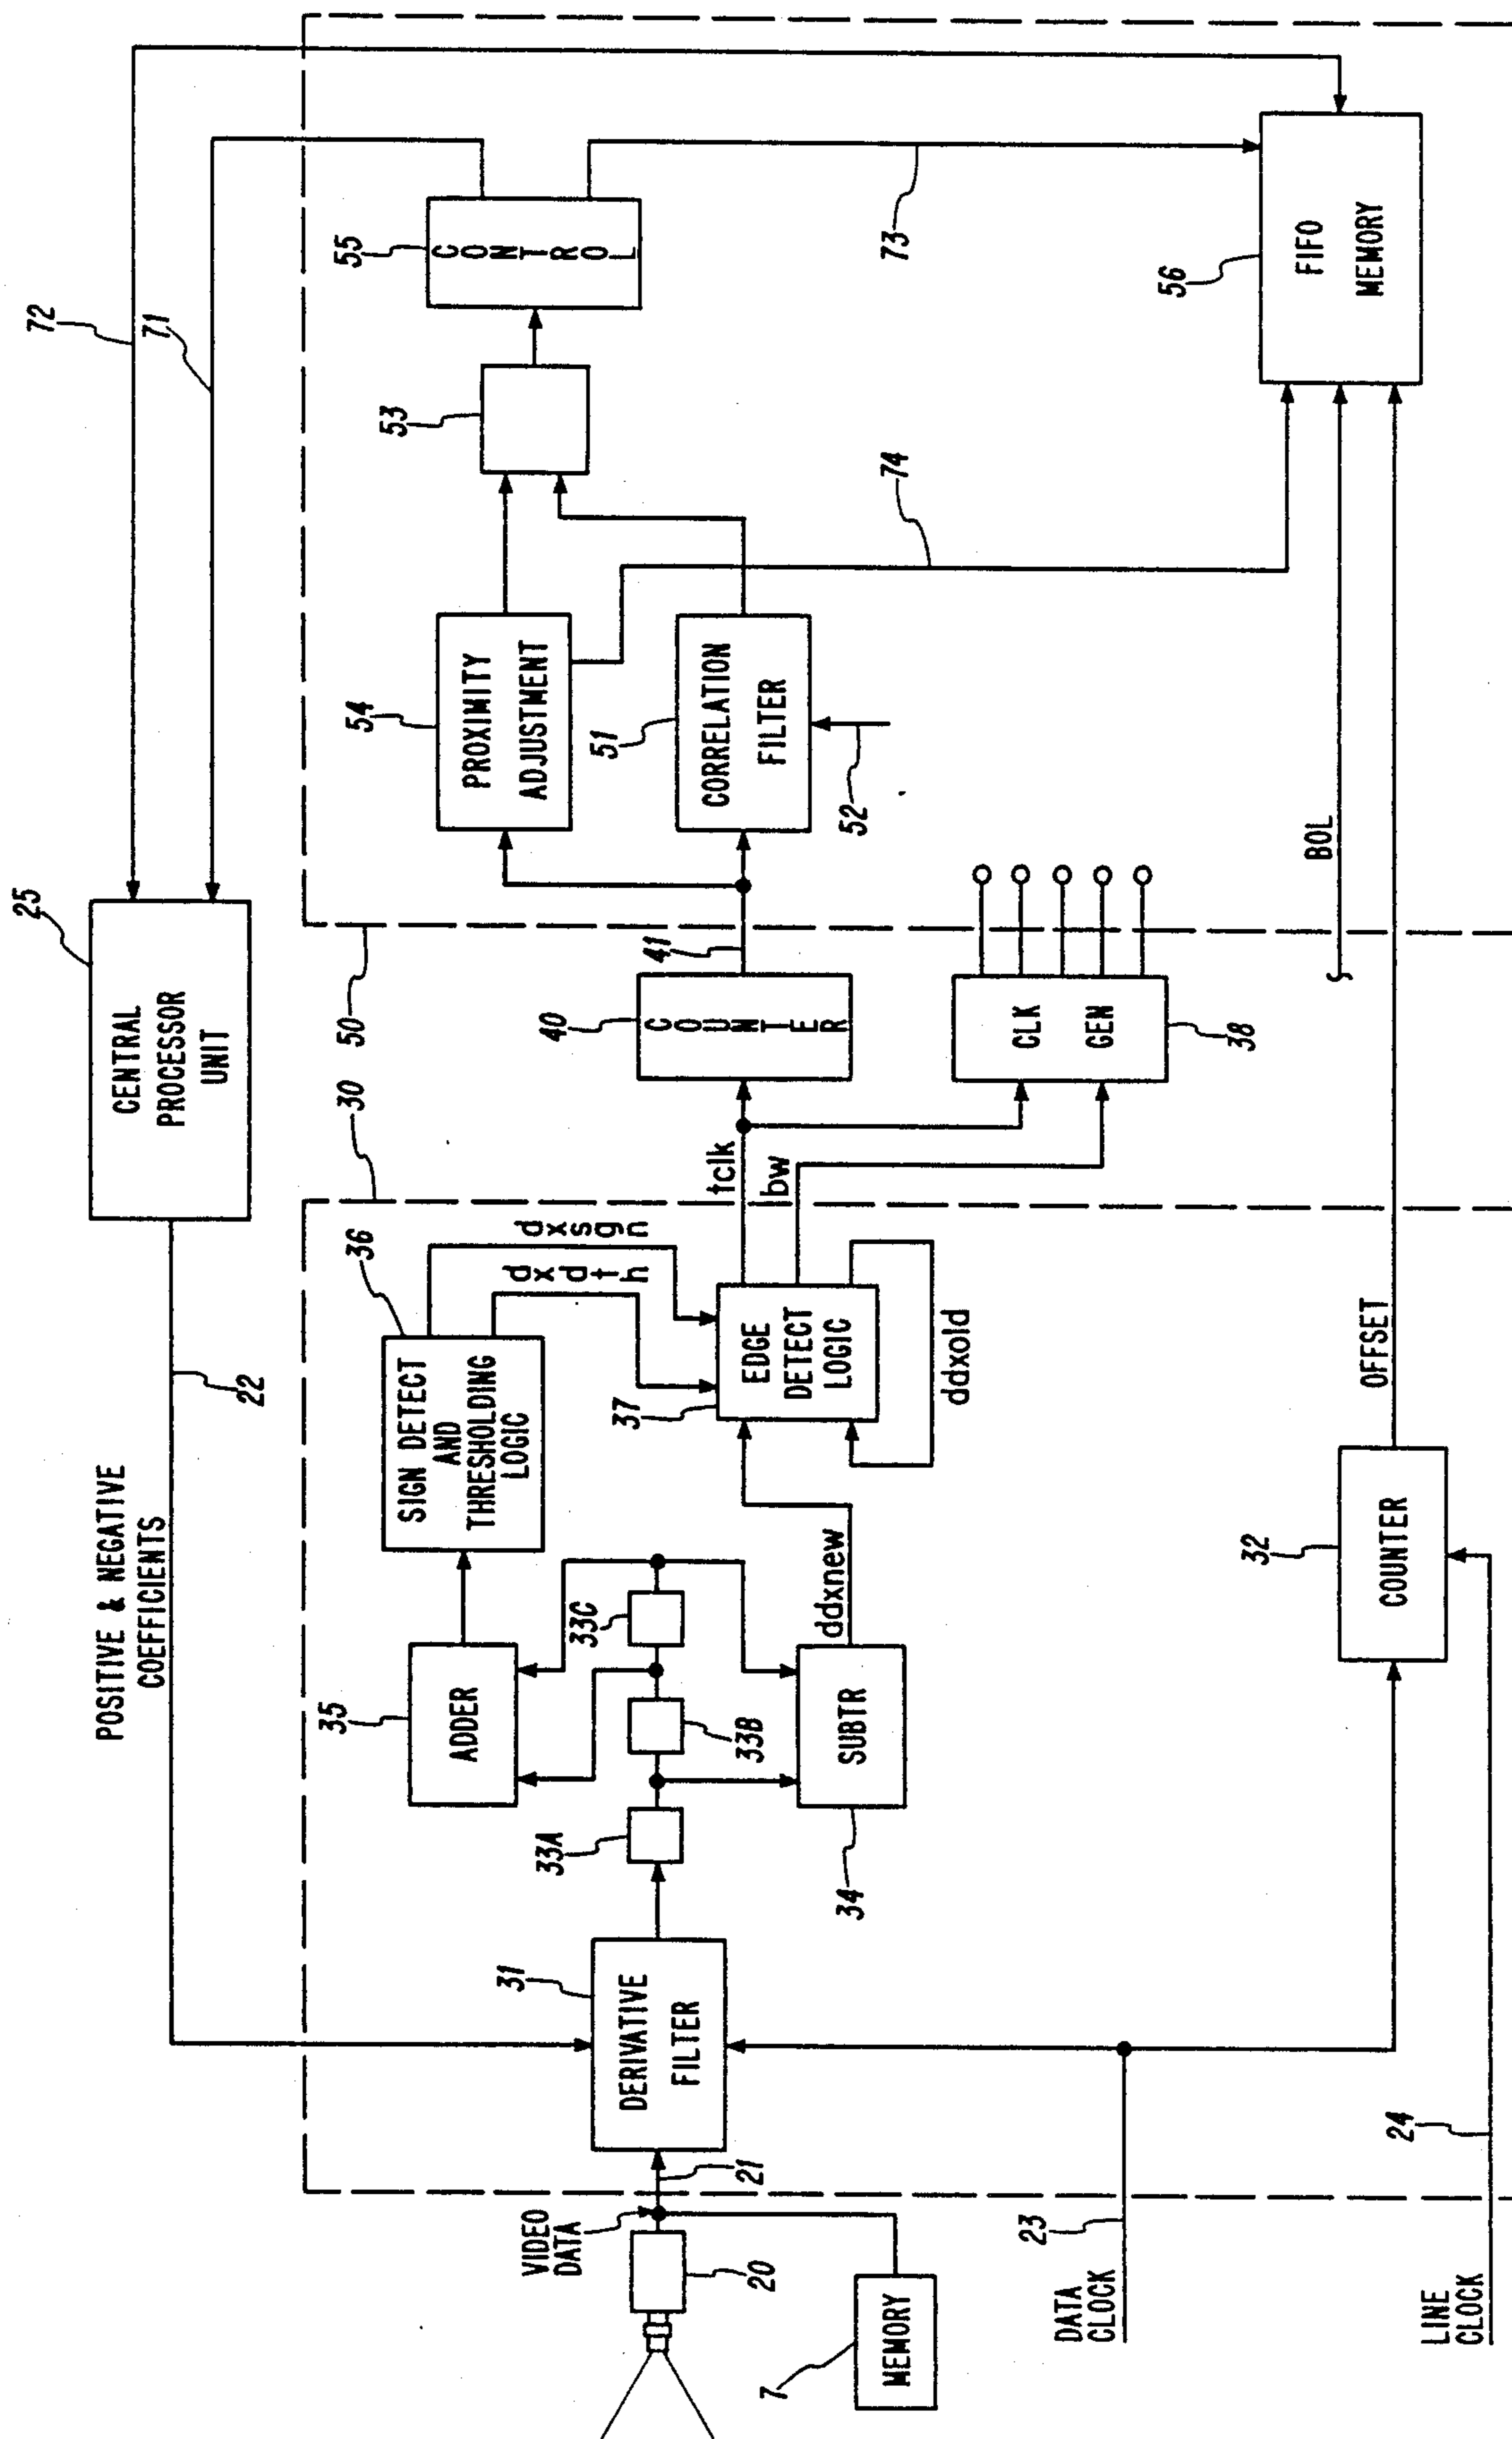 72
71
25
CENTRAL
PROCESSOR
UNIT
22
POSITIVE & NEGATIVE
COEFFICIENTS
30
50
35
ADDER
36
SIGN DETECT
AND
THRESHOLDING
LOGIC
dxsgn
dxdth
33A
33B
33C
34
SUBTR
ddxnew
37
EDGE
DETECT
LOGIC
ddxold
tclk
bw
40
COUNTER
41
CLK
GEN
38
54
PROXIMITY
ADJUSTMENT
51
CORRELATION
FILTER
52
53
55
CONTROL
73
74
56
FIFO
MEMORY
BOL
OFFSET
31
DERIVATIVE
FILTER
21
VIDEO
DATA
20
7
MEMORY
DATA
CLOCK
23
32
COUNTER
LINE
CLOCK
24